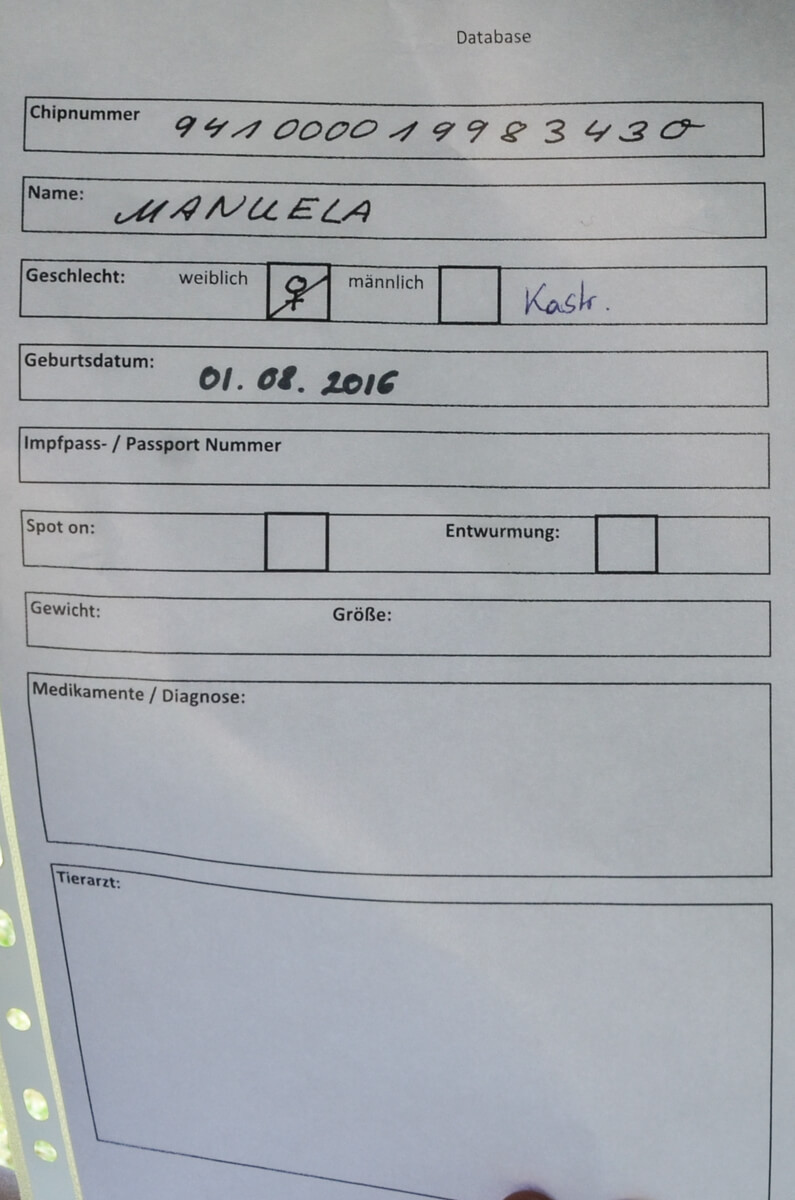 Database
Chipnummer 941000019983430
Name: MANUELA
Geschlecht: weiblich ♀ männlich Kastr.
Geburtsdatum: 01.08.2016
Impfpass- / Passport Nummer
Spot on: Entwurmung:
Gewicht: Größe:
Medikamente / Diagnose:
Tierarzt: